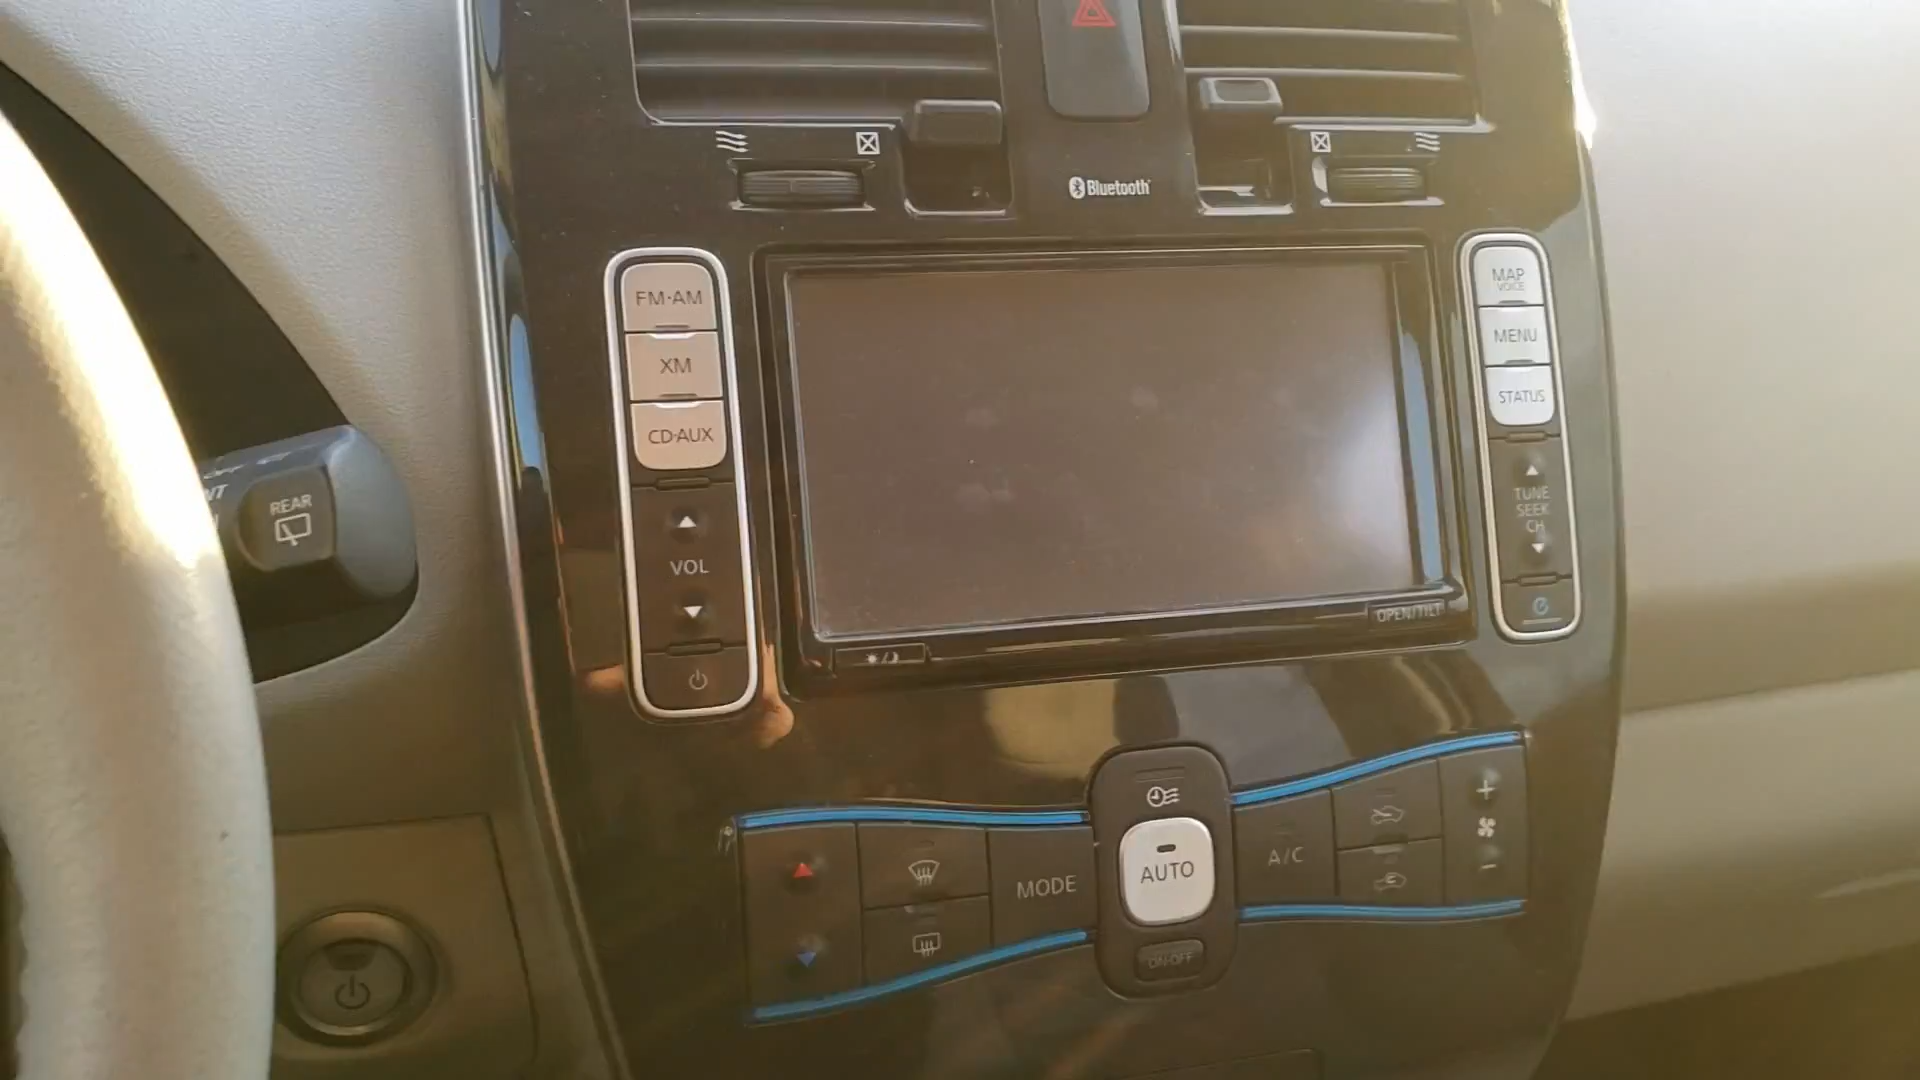 Bluetooth
FM·AM
XM
CD·AUX
VOL
MAP
VOICE
MENU
STATUS
TUNE
SEEK
CH
OPEN/TILT
REAR
MODE
AUTO
A/C
ON·OFF